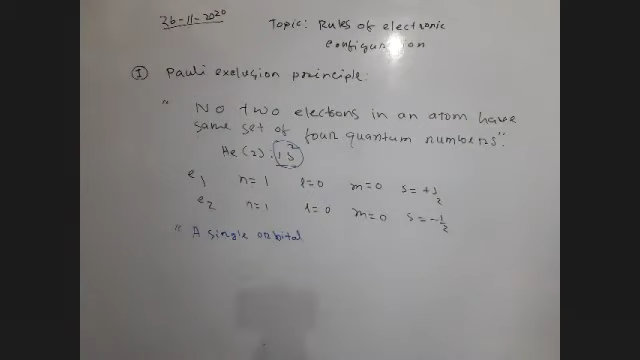 26-11-2020
Topic: Rules of electronic
configuration
① Pauli exclusion principle:
" No two electrons in an atom have
same set of four quantum numbers".
He (2): 1s²
e₁ n=1 l=0 m=0 s=+1/2
e₂ n=1 l=0 m=0 s=-1/2
" A single orbital